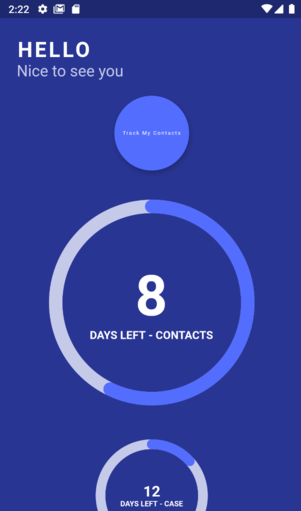 2:22
HELLO
Nice to see you
Track My Contacts
8
DAYS LEFT - CONTACTS
12
DAYS LEFT - CASE